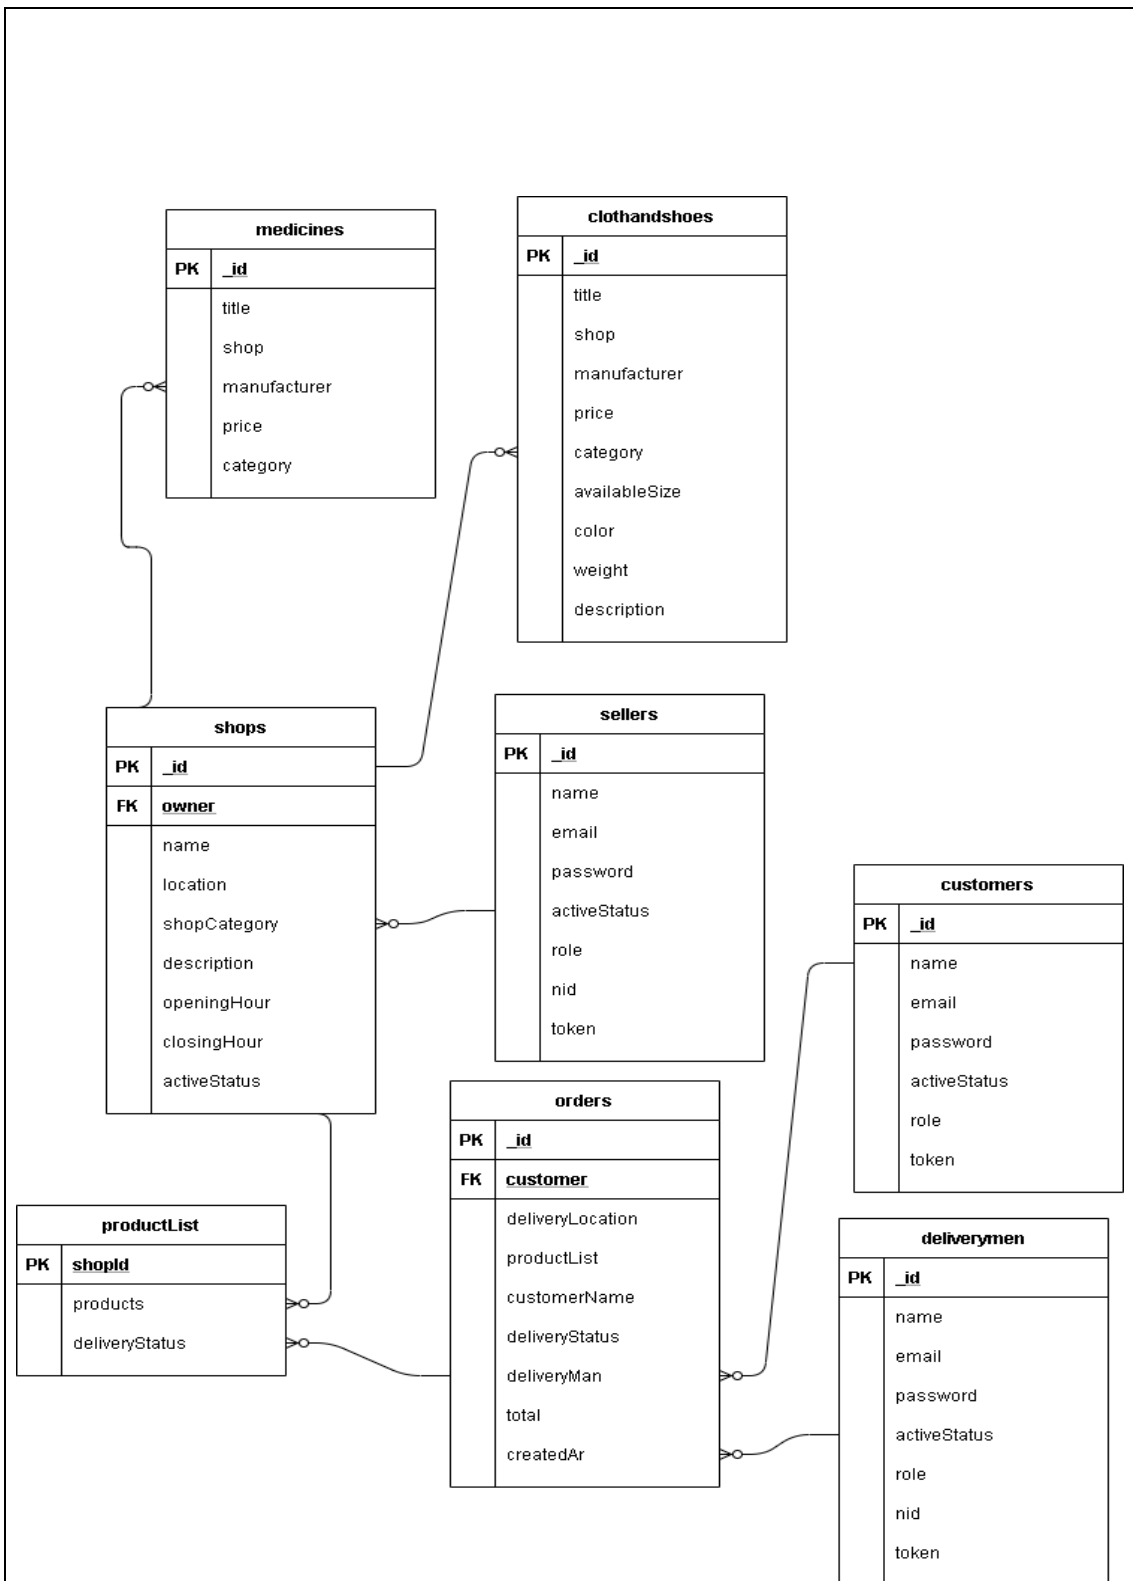 medicines
PK _id
title
shop
manufacturer
price
category
clothandshoes
PK _id
title
shop
manufacturer
price
category
availableSize
color
weight
description
shops
PK _id
FK owner
name
location
shopCategory
description
openingHour
closingHour
activeStatus
sellers
PK _id
name
email
password
activeStatus
role
nid
token
customers
PK _id
name
email
password
activeStatus
role
token
orders
PK _id
FK customer
deliveryLocation
productList
customerName
deliveryStatus
deliveryMan
total
createdAr
productList
PK shopId
products
deliveryStatus
deliverymen
PK _id
name
email
password
activeStatus
role
nid
token